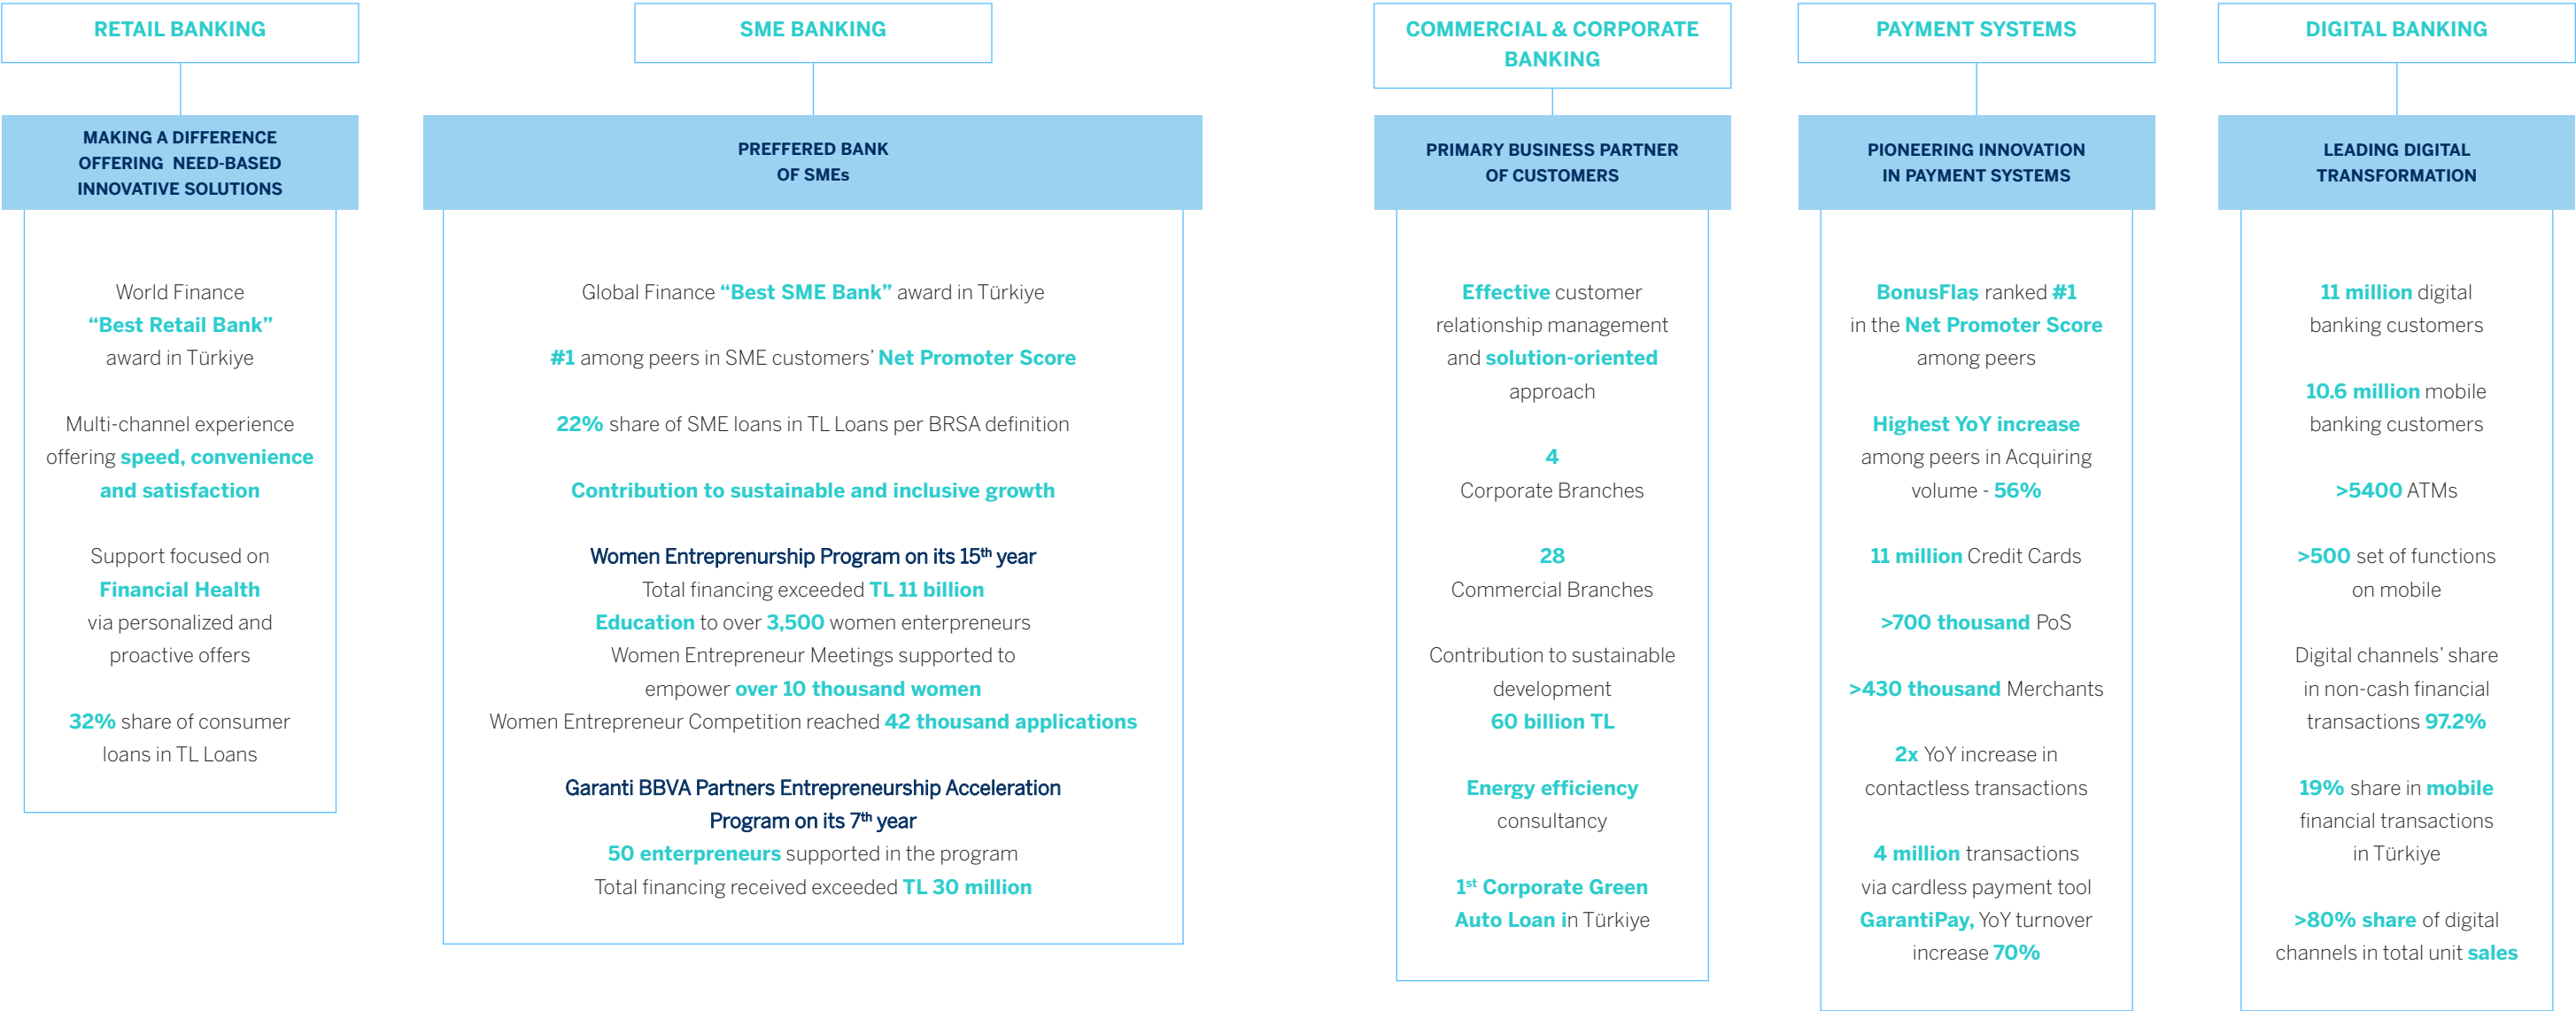 RETAIL BANKING
MAKING A DIFFERENCE
OFFERING NEED-BASED
INNOVATIVE SOLUTIONS
World Finance
“Best Retail Bank”
award in Türkiye
Multi-channel experience
offering speed, convenience
and satisfaction
Support focused on
Financial Health
via personalized and
proactive offers
32% share of consumer
loans in TL Loans
SME BANKING
PREFFERED BANK
OF SMEs
Global Finance “Best SME Bank” award in Türkiye
#1 among peers in SME customers’ Net Promoter Score
22% share of SME loans in TL Loans per BRSA definition
Contribution to sustainable and inclusive growth
Women Entreprenurship Program on its 15th year
Total financing exceeded TL 11 billion
Education to over 3,500 women enterpreneurs
Women Entrepreneur Meetings supported to
empower over 10 thousand women
Women Entrepreneur Competition reached 42 thousand applications
Garanti BBVA Partners Entrepreneurship Acceleration
Program on its 7th year
50 enterpreneurs supported in the program
Total financing received exceeded TL 30 million
COMMERCIAL & CORPORATE
BANKING
PRIMARY BUSINESS PARTNER
OF CUSTOMERS
Effective customer
relationship management
and solution-oriented
approach
4
Corporate Branches
28
Commercial Branches
Contribution to sustainable
development
60 billion TL
Energy efficiency
consultancy
1st Corporate Green
Auto Loan in Türkiye
PAYMENT SYSTEMS
PIONEERING INNOVATION
IN PAYMENT SYSTEMS
BonusFlaş ranked #1
in the Net Promoter Score
among peers
Highest YoY increase
among peers in Acquiring
volume - 56%
11 million Credit Cards
>700 thousand PoS
>430 thousand Merchants
2x YoY increase in
contactless transactions
4 million transactions
via cardless payment tool
GarantiPay, YoY turnover
increase 70%
DIGITAL BANKING
LEADING DIGITAL
TRANSFORMATION
11 million digital
banking customers
10.6 million mobile
banking customers
>5400 ATMs
>500 set of functions
on mobile
Digital channels’ share
in non-cash financial
transactions 97.2%
19% share in mobile
financial transactions
in Türkiye
>80% share of digital
channels in total unit sales